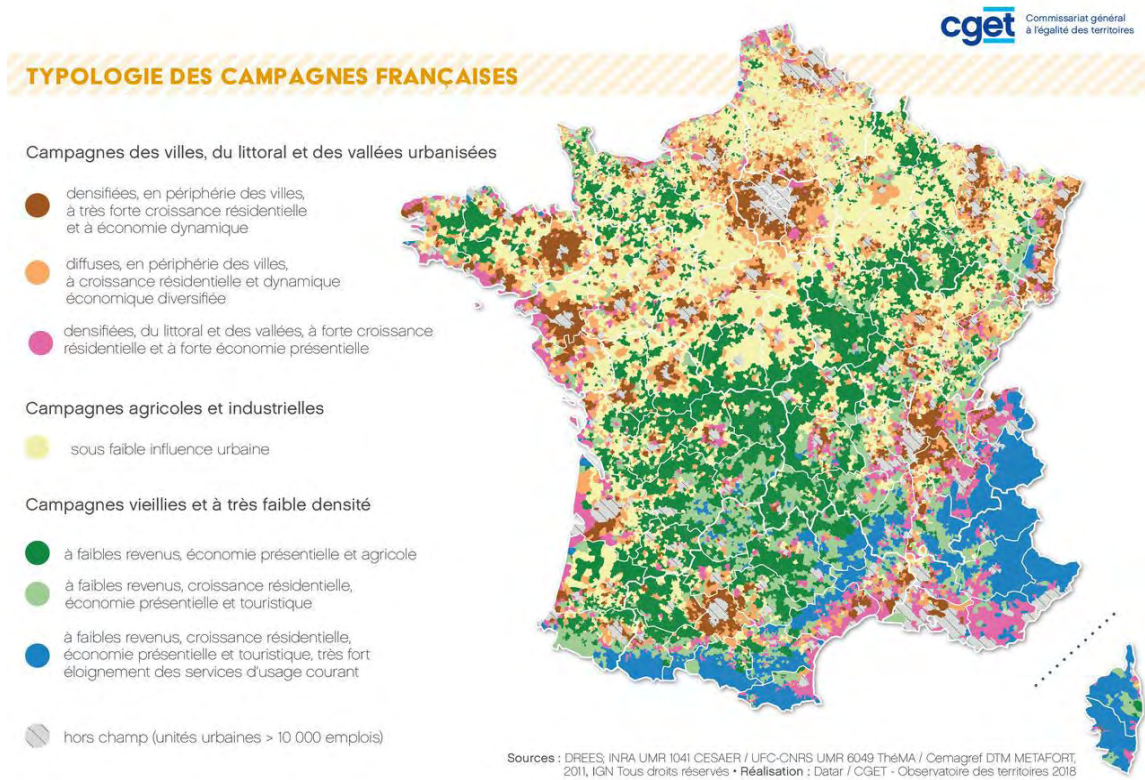 cget
Commissariat général
à l'égalité des territoires
TYPOLOGIE DES CAMPAGNES FRANÇAISES
Campagnes des villes, du littoral et des vallées urbanisées
densifiées, en périphérie des villes,
à très forte croissance résidentielle
et à économie dynamique
diffuses, en périphérie des villes,
à croissance résidentielle et dynamique
économique diversifiée
densifiées, du littoral et des vallées, à forte croissance
résidentielle et à forte économie présentielle
Campagnes agricoles et industrielles
sous faible influence urbaine
Campagnes vieillies et à très faible densité
à faibles revenus, économie présentielle et agricole
à faibles revenus, croissance résidentielle,
économie présentielle et touristique
à faibles revenus, croissance résidentielle,
économie présentielle et touristique, très fort
éloignement des services d'usage courant
hors champ (unités urbaines > 10 000 emplois)
Sources : DREES; INRA UMR 1041 CESAER / UFC-CNRS UMR 6049 ThéMA / Cemagref DTM METAFORT,
2011, IGN Tous droits réservés • Réalisation : Datar / CGET - Observatoire des territoires 2018